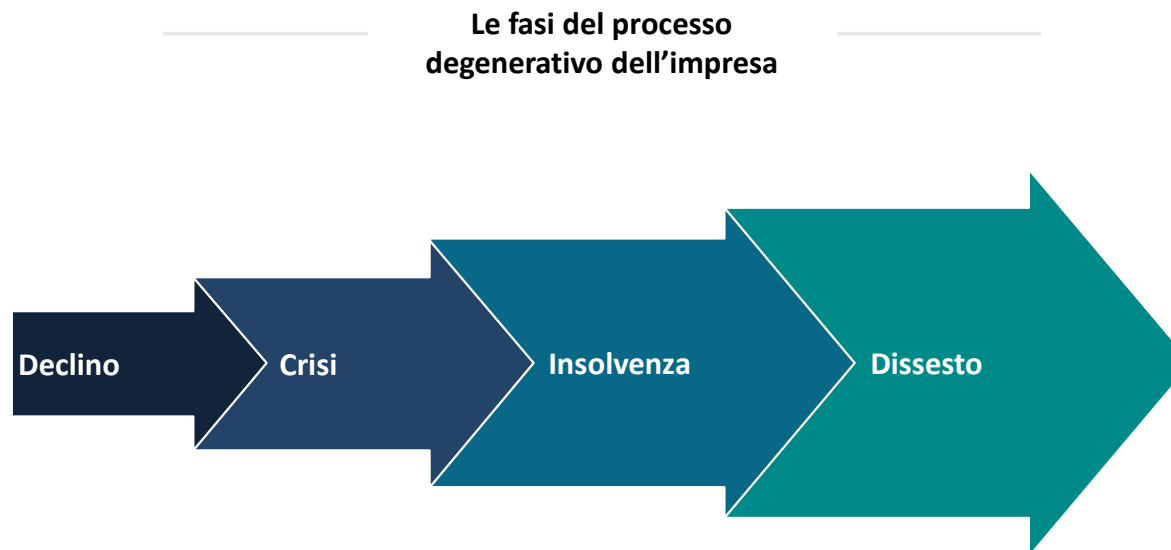 Le fasi del processo
degenerativo dell’impresa
Declino
Crisi
Insolvenza
Dissesto